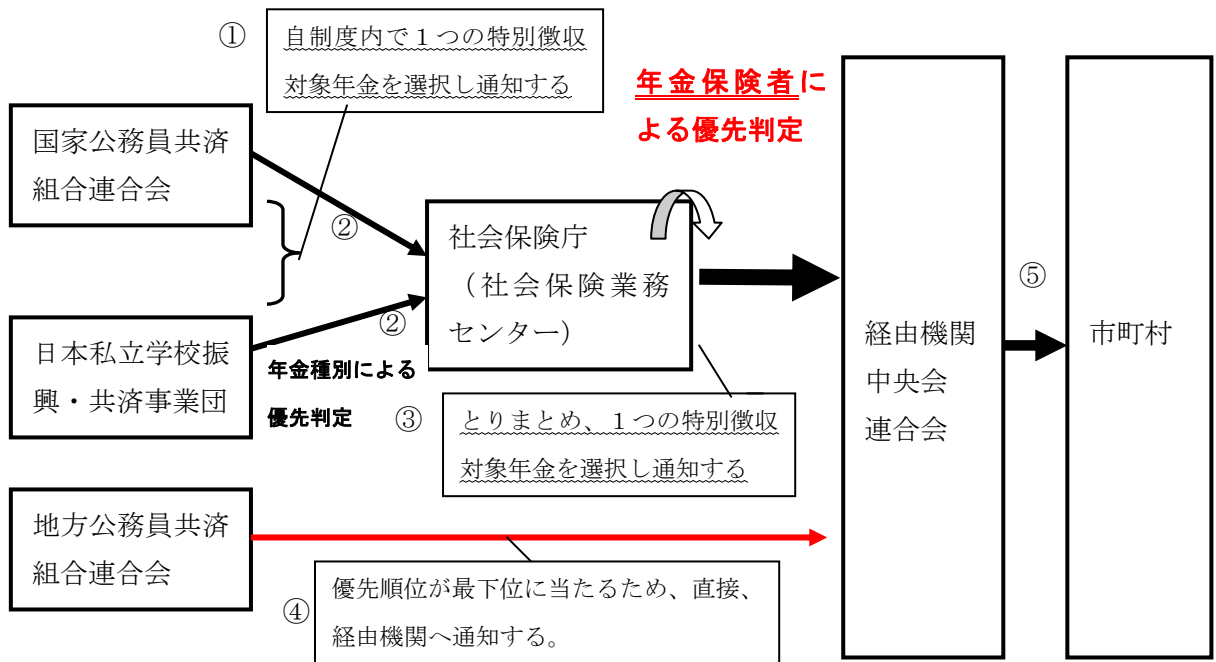 ①
自制度内で１つの特別徴収
対象年金を選択し通知する
年金保険者に
よる優先判定
国家公務員共済
組合連合会
②
社会保険庁
（社会保険業務
センター）
⑤
日本私立学校振
興・共済事業団
②
年金種別による
優先判定
③
とりまとめ、１つの特別徴収
対象年金を選択し通知する
経由機関
中央会
連合会
市町村
地方公務員共済
組合連合会
④
優先順位が最下位に当たるため、直接、
経由機関へ通知する。